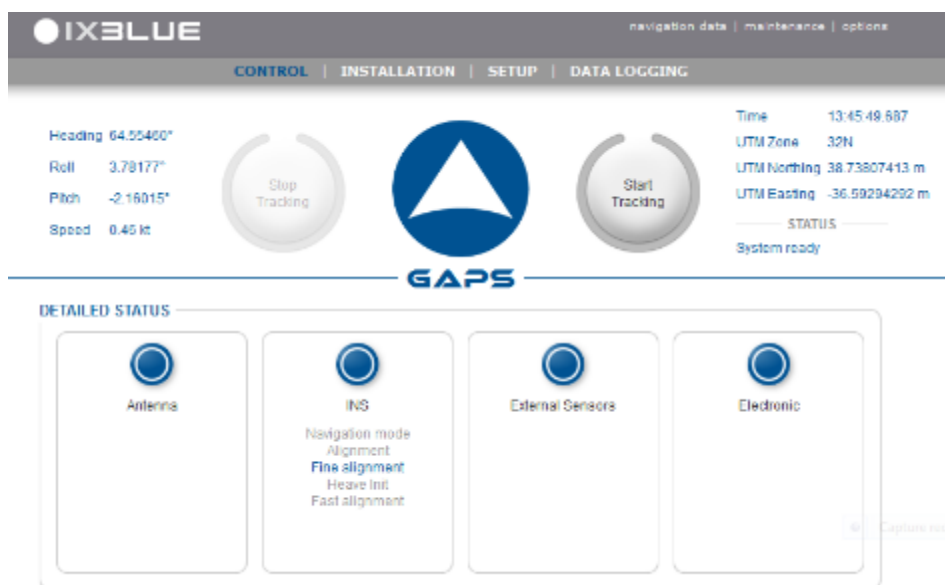 IXBLUE
navigation data | maintenance | options
CONTROL | INSTALLATION | SETUP | DATA LOGGING
Heading 64.55460°
Roll 3.78177°
Pitch -2.16015°
Speed 0.46 kt
Stop
Tracking
Start
Tracking
Time 13:45:49.687
UTM Zone 32N
UTM Northing 38.73807413 m
UTM Easting -36.59294292 m
STATUS
System ready
GAPS
DETAILED STATUS
Antenna
INS
Navigation mode
Alignment
Fine alignment
Heave Init
Fast alignment
External Sensors
Electronic
Capture